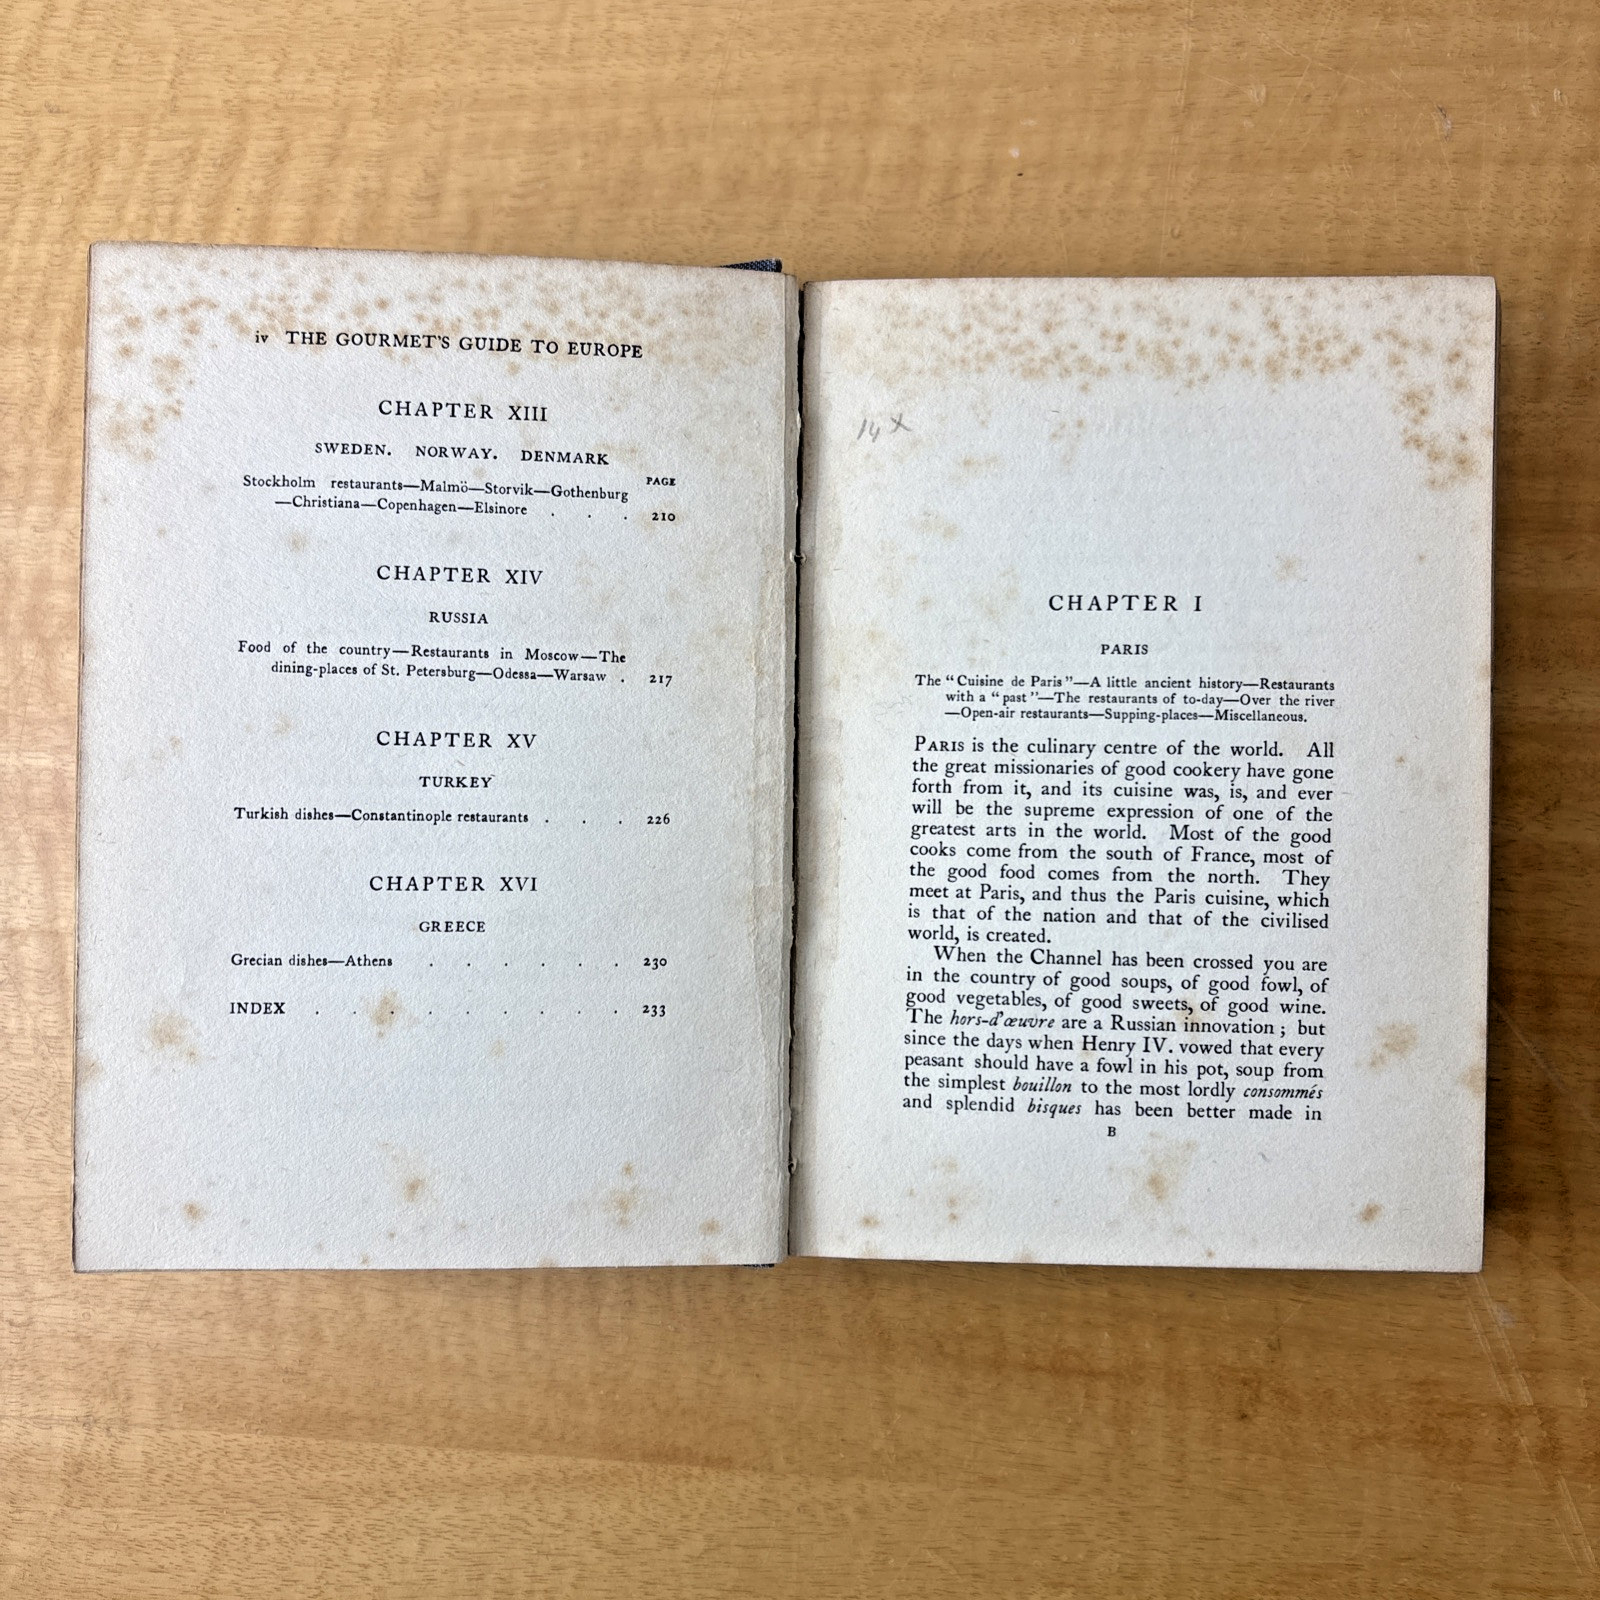 iv THE GOURMET'S GUIDE TO EUROPE
CHAPTER XIII
SWEDEN. NORWAY. DENMARK
PAGE
Stockholm restaurants—Malmö—Storvik—Gothenburg
—Christiana—Copenhagen—Elsinore . . . 210
CHAPTER XIV
RUSSIA
Food of the country—Restaurants in Moscow—The
dining-places of St. Petersburg—Odessa—Warsaw . 217
CHAPTER XV
TURKEY
Turkish dishes—Constantinople restaurants . . . 226
CHAPTER XVI
GREECE
Grecian dishes—Athens . . . . . . 230
INDEX . . . . . . . . . 233
14 x
CHAPTER I
PARIS
The "Cuisine de Paris"—A little ancient history—Restaurants
with a "past"—The restaurants of to-day—Over the river
—Open-air restaurants—Supping-places—Miscellaneous.
PARIS is the culinary centre of the world. All
the great missionaries of good cookery have gone
forth from it, and its cuisine was, is, and ever
will be the supreme expression of one of the
greatest arts in the world. Most of the good
cooks come from the south of France, most of
the good food comes from the north. They
meet at Paris, and thus the Paris cuisine, which
is that of the nation and that of the civilised
world, is created.
When the Channel has been crossed you are
in the country of good soups, of good fowl, of
good vegetables, of good sweets, of good wine.
The hors-d'œuvre are a Russian innovation ; but
since the days when Henry IV. vowed that every
peasant should have a fowl in his pot, soup from
the simplest bouillon to the most lordly consommés
and splendid bisques has been better made in
B